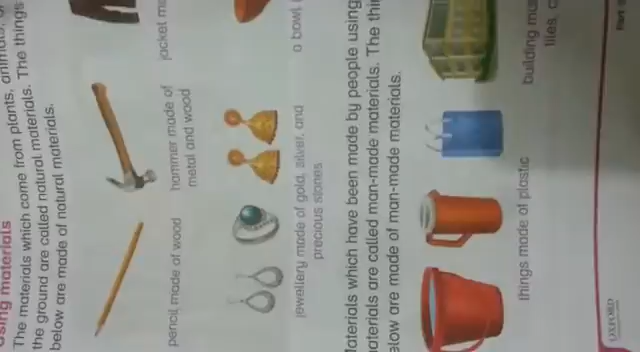 using materials
The materials which come from plants, animals, or
the ground are called natural materials. The things
below are made of natural materials.
pencil made of wood
hammer made of
metal and wood
jacket
jewellery made of gold, silver, and
precious stones
a bowl
Materials which have been made by people using
materials are called man-made materials. The
below are made of man-made materials.
things made of plastic
building
tiles,
OXFORD